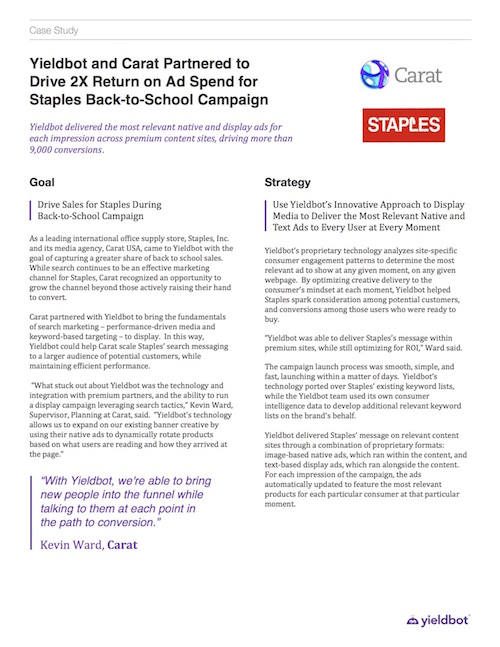 Case Study
Yieldbot and Carat Partnered to
Drive 2X Return on Ad Spend for
Staples Back-to-School Campaign
Yieldbot delivered the most relevant native and display ads for
each impression across premium content sites, driving more than
9,000 conversions.
Carat
STAPLES
Goal
Drive Sales for Staples During
Back-to-School Campaign
As a leading international office supply store, Staples, Inc.
and its media agency, Carat USA, came to Yieldbot with the
goal of capturing a greater share of back to school sales.
While search continues to be an effective marketing
channel for Staples, Carat recognized an opportunity to
grow the channel beyond those actively raising their hand
to convert.
Carat partnered with Yieldbot to bring the fundamentals
of search marketing – performance-driven media and
keyword-based targeting – to display.  In this way,
Yieldbot could help Carat scale Staples' search messaging
to a larger audience of potential customers, while
maintaining efficient performance.
"What stuck out about Yieldbot was the technology and
integration with premium partners, and the ability to run
a display campaign leveraging search tactics," Kevin Ward,
Supervisor, Planning at Carat, said.  "Yieldbot's technology
allows us to expand on our existing banner creative by
using their native ads to dynamically rotate products
based on what users are reading and how they arrived at
the page."
"With Yieldbot, we're able to bring
new people into the funnel while
talking to them at each point in
the path to conversion."
Kevin Ward, Carat
Strategy
Use Yieldbot's Innovative Approach to Display
Media to Deliver the Most Relevant Native and
Text Ads to Every User at Every Moment
Yieldbot's proprietary technology analyzes site-specific
consumer engagement patterns to determine the most
relevant ad to show at any given moment, on any given
webpage.  By optimizing creative delivery to the
consumer's mindset at each moment, Yieldbot helped
Staples spark consideration among potential customers,
and conversions among those users who were ready to
buy.
"Yieldbot was able to deliver Staples's message within
premium sites, while still optimizing for ROI," Ward said.
The campaign launch process was smooth, simple, and
fast, launching within a matter of days.  Yieldbot's
technology ported over Staples' existing keyword lists,
while the Yieldbot team used its own consumer
intelligence data to develop additional relevant keyword
lists on the brand's behalf.
Yieldbot delivered Staples' message on relevant content
sites through a combination of proprietary formats:
image-based native ads, which ran within the content, and
text-based display ads, which ran alongside the content.
For each impression of the campaign, the ads
automatically updated to feature the most relevant
products for each particular consumer at that particular
moment.
yieldbot